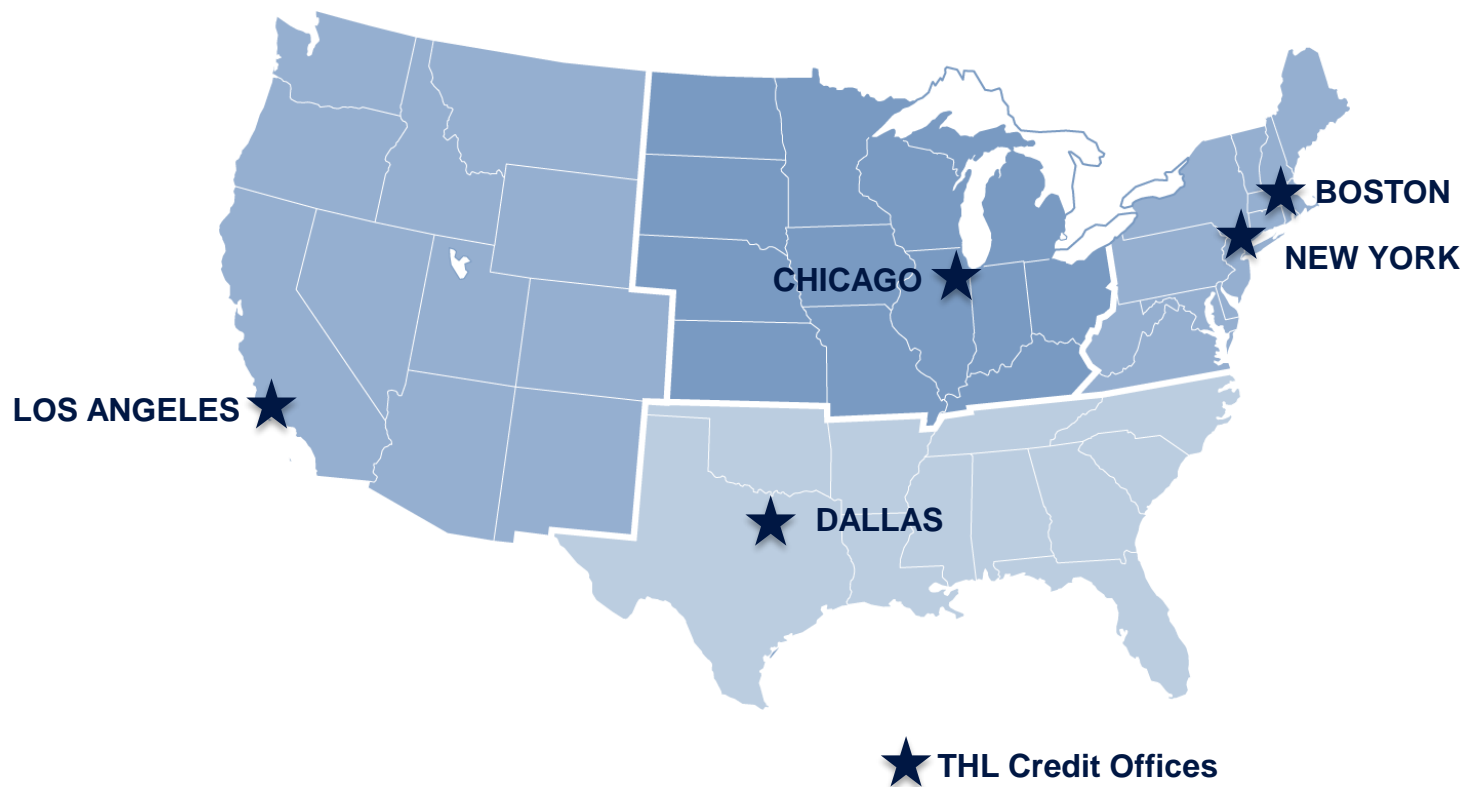 BOSTON
NEW YORK
CHICAGO
LOS ANGELES
DALLAS
THL Credit Offices